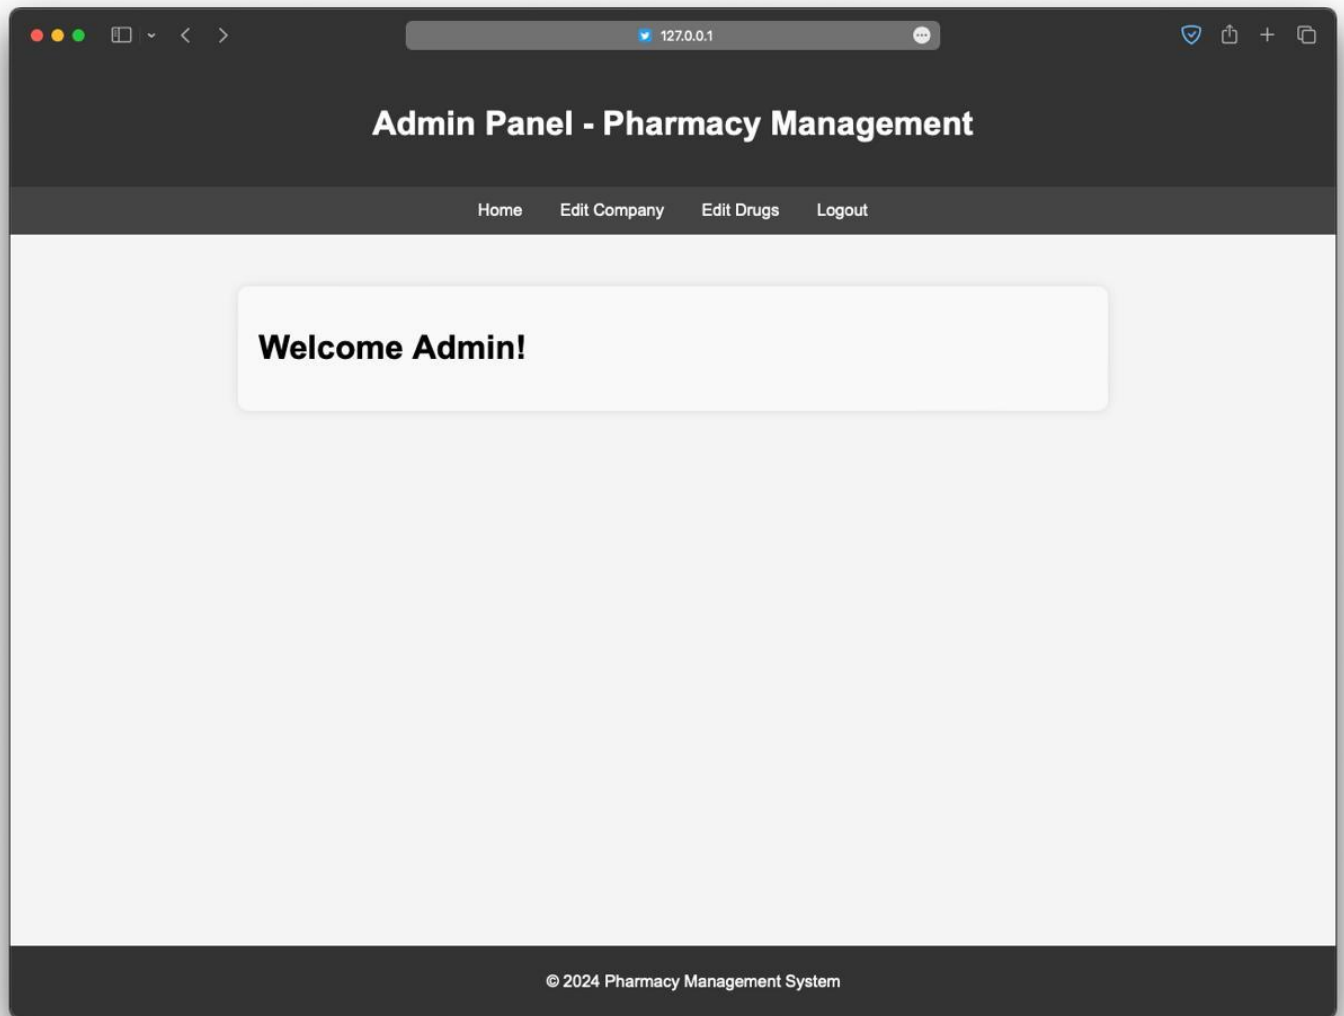 127.0.0.1
Admin Panel - Pharmacy Management
Home Edit Company Edit Drugs Logout
Welcome Admin!
© 2024 Pharmacy Management System